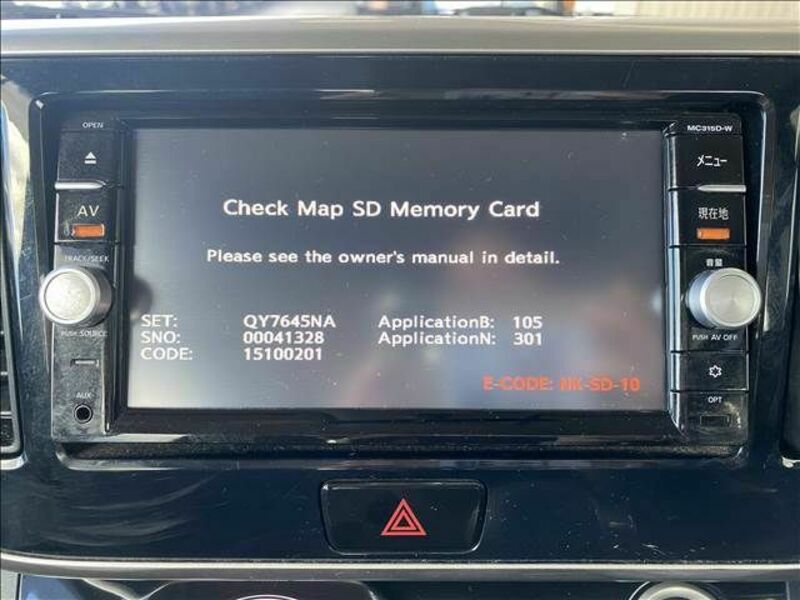 OPEN
MC315D-W
メニュー
AV
現在地
Check Map SD Memory Card
Please see the owner's manual in detail.
TRACK/SEEK
音量
PUSH SOURCE
PUSH AV OFF
SET: QY7645NA ApplicationB: 105
SNO: 00041328 ApplicationN: 301
CODE: 15100201
E-CODE: NK-SD-10
AUX
OPT